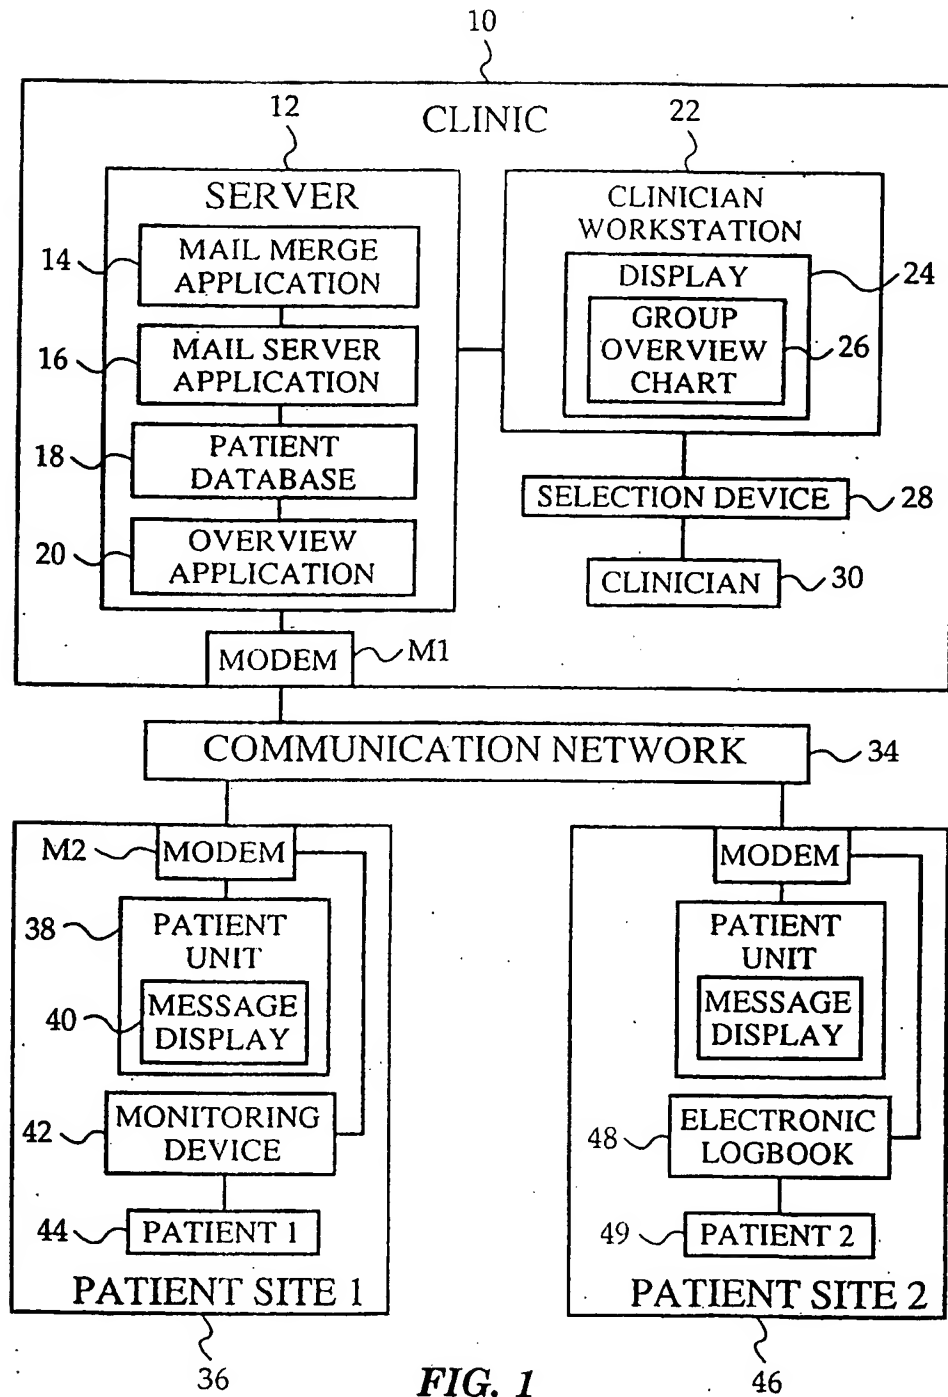 10
CLINIC
12
22
SERVER
CLINICIAN
WORKSTATION
14
MAIL MERGE
APPLICATION
DISPLAY
24
GROUP
OVERVIEW
CHART
26
16
MAIL SERVER
APPLICATION
18
PATIENT
DATABASE
SELECTION DEVICE
28
20
OVERVIEW
APPLICATION
CLINICIAN
30
MODEM
M1
COMMUNICATION NETWORK
34
M2
MODEM
38
PATIENT
UNIT
40
MESSAGE
DISPLAY
42
MONITORING
DEVICE
44
PATIENT 1
PATIENT SITE 1
36
MODEM
PATIENT
UNIT
MESSAGE
DISPLAY
48
ELECTRONIC
LOGBOOK
49
PATIENT 2
PATIENT SITE 2
46
FIG. 1